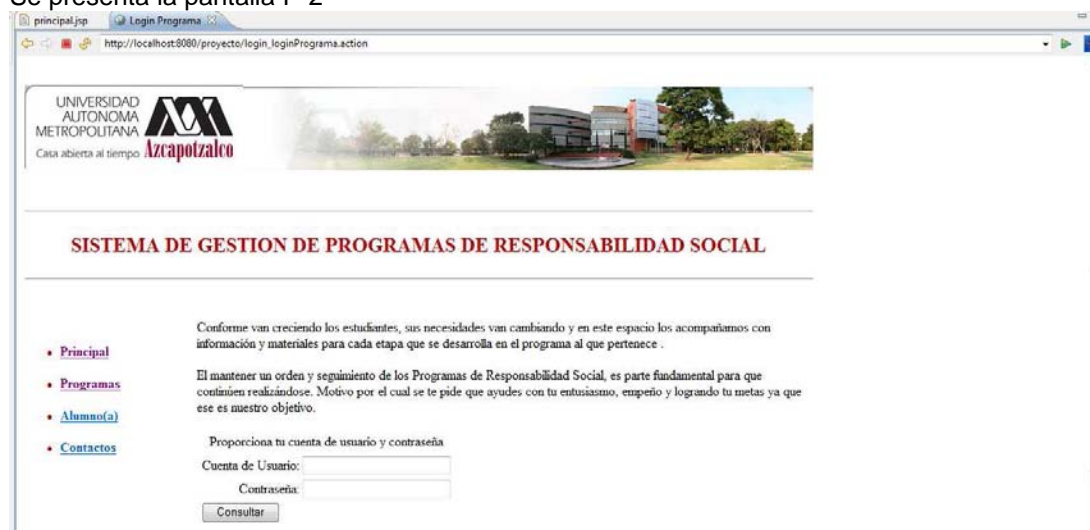 Se presenta la pantalla P-2
principal.jsp Login Programa
http://localhost:8080/proyecto/login_loginPrograma.action
UNIVERSIDAD
AUTONOMA
METROPOLITANA
Casa abierta al tiempo Azcapotzalco
SISTEMA DE GESTION DE PROGRAMAS DE RESPONSABILIDAD SOCIAL
Conforme van creciendo los estudiantes, sus necesidades van cambiando y en este espacio los acompañamos con
información y materiales para cada etapa que se desarrolla en el programa al que pertenece .
El mantener un orden y seguimiento de los Programas de Responsabilidad Social, es parte fundamental para que
continúen realizándose. Motivo por el cual se te pide que ayudes con tu entusiasmo, empeño y logrando tu metas ya que
ese es nuestro objetivo.
Principal
Programas
Alumno(a)
Contactos
Proporciona tu cuenta de usuario y contraseña
Cuenta de Usuario:
Contraseña:
Consultar